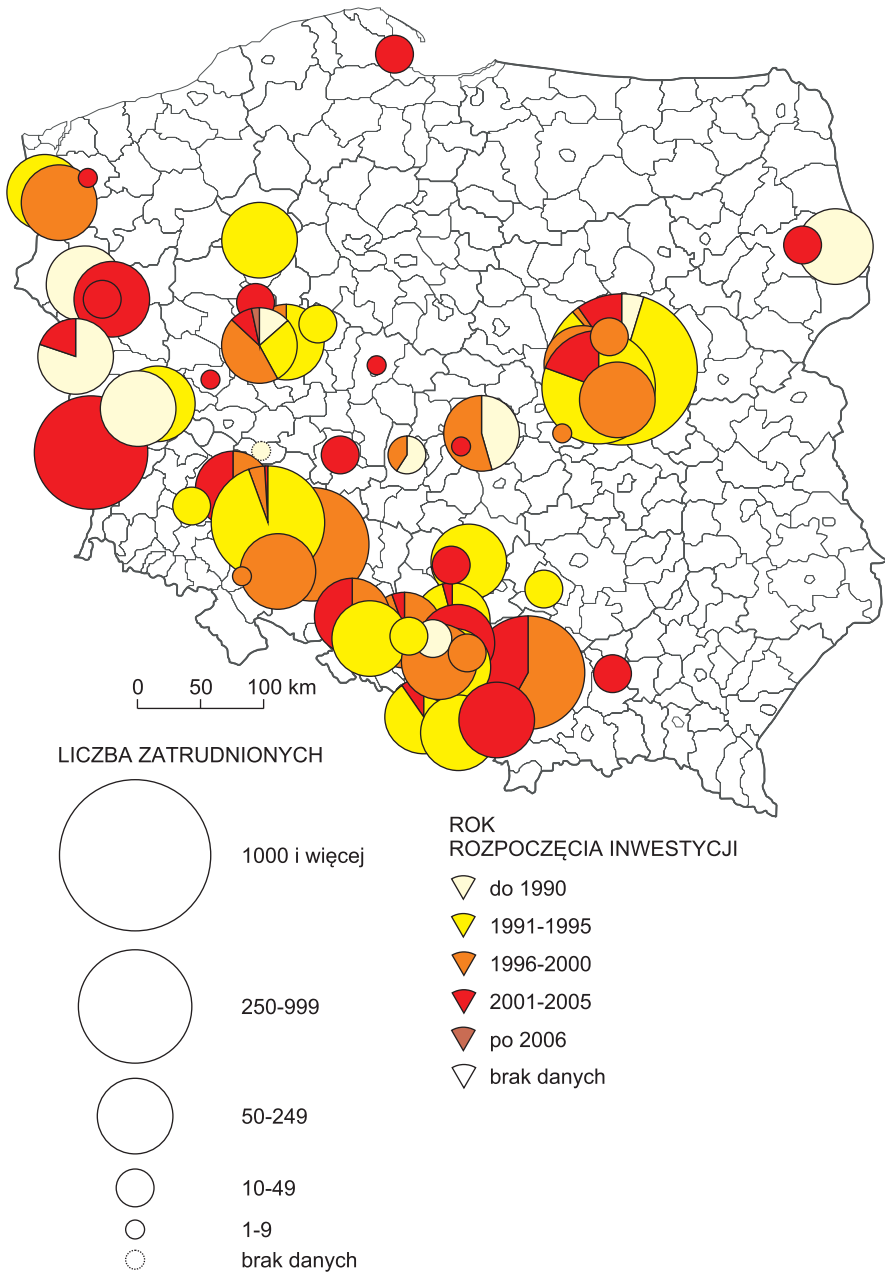 0 50 100 km
LICZBA ZATRUDNIONYCH
1000 i więcej
250-999
50-249
10-49
1-9
brak danych
ROK
ROZPOCZĘCIA INWESTYCJI
do 1990
1991-1995
1996-2000
2001-2005
po 2006
brak danych